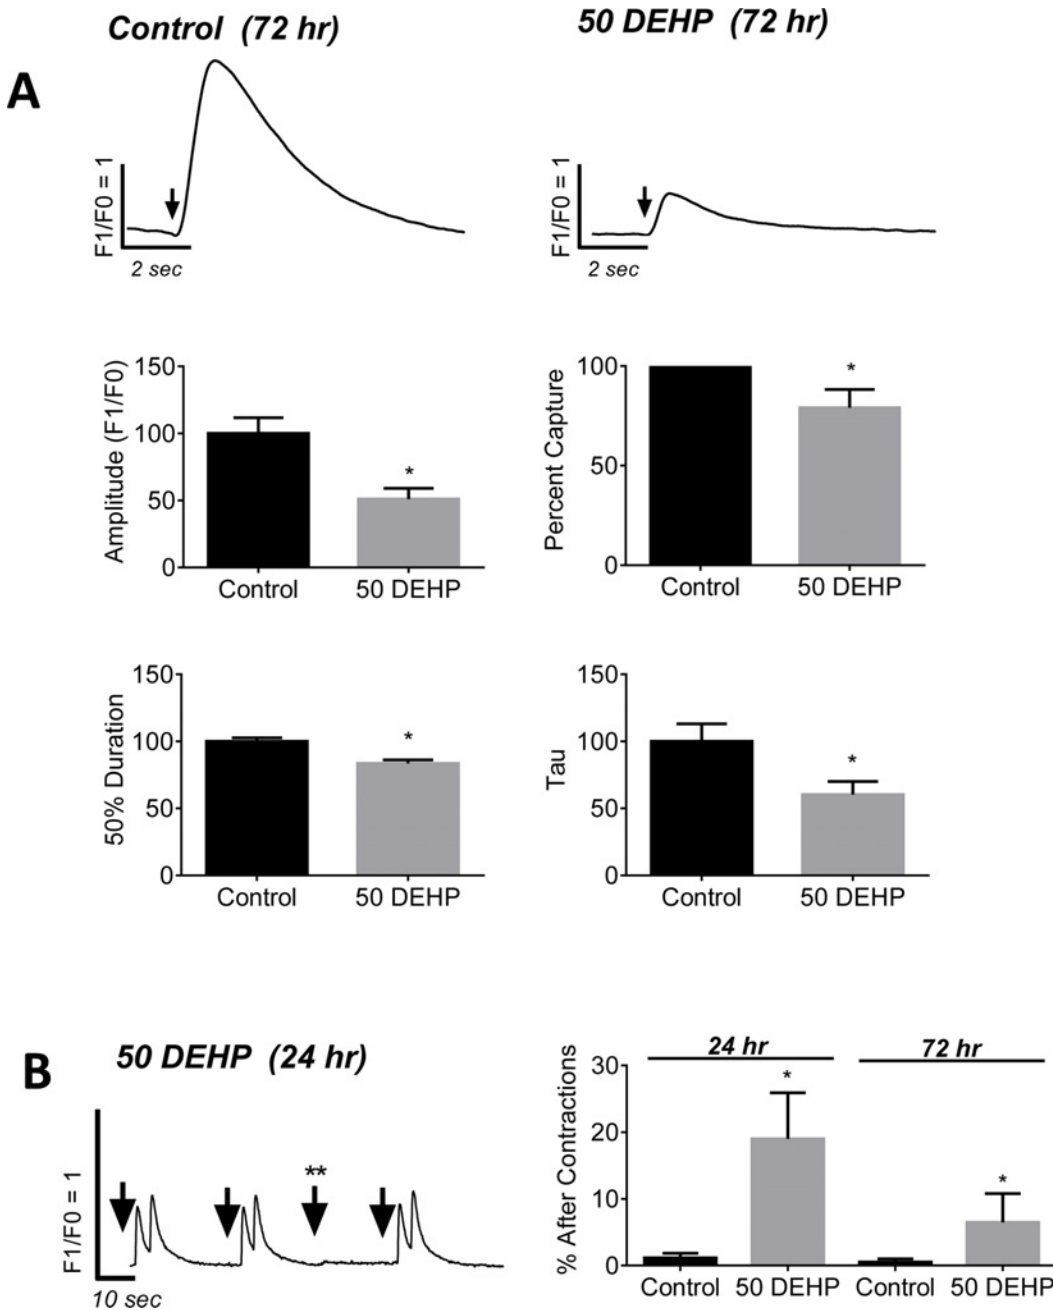 Control (72 hr)
50 DEHP (72 hr)
A
F1/F0 = 1
2 sec
F1/F0 = 1
2 sec
Amplitude (F1/F0)
150
100
50
0
Control
50 DEHP
*
Percent Capture
100
50
0
Control
50 DEHP
*
50% Duration
150
100
50
0
Control
50 DEHP
*
Tau
150
100
50
0
Control
50 DEHP
*
B
50 DEHP (24 hr)
F1/F0 = 1
**
10 sec
24 hr
72 hr
% After Contractions
30
20
10
0
*
*
Control
50 DEHP
Control
50 DEHP